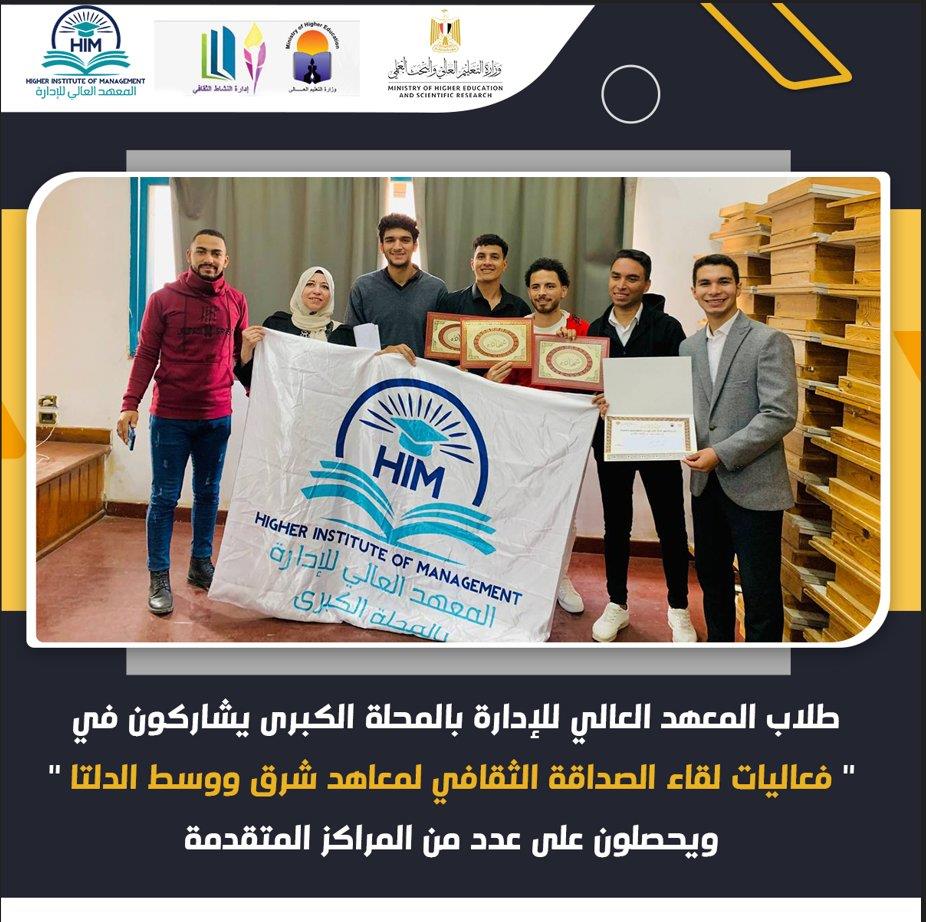 HIM
HIGHER INSTITUTE OF MANAGEMENT
المعهد العالي للإدارة
إدارة النشاط الثقافي
Ministry of Higher Education
وزارة التعليم العـــالى
وزارة التعليم العالي والبحث العلمي
MINISTRY OF HIGHER EDUCATION
AND SCIENTIFIC RESEARCH
HIM
HIGHER INSTITUTE OF MANAGEMENT
المعهد العالي للإدارة
بالمحلة الكبرى
طلاب المعهد العالي للإدارة بالمحلة الكبرى يشاركون في
" فعاليات لقاء الصداقة الثقافي لمعاهد شرق ووسط الدلتا "
ويحصلون على عدد من المراكز المتقدمة